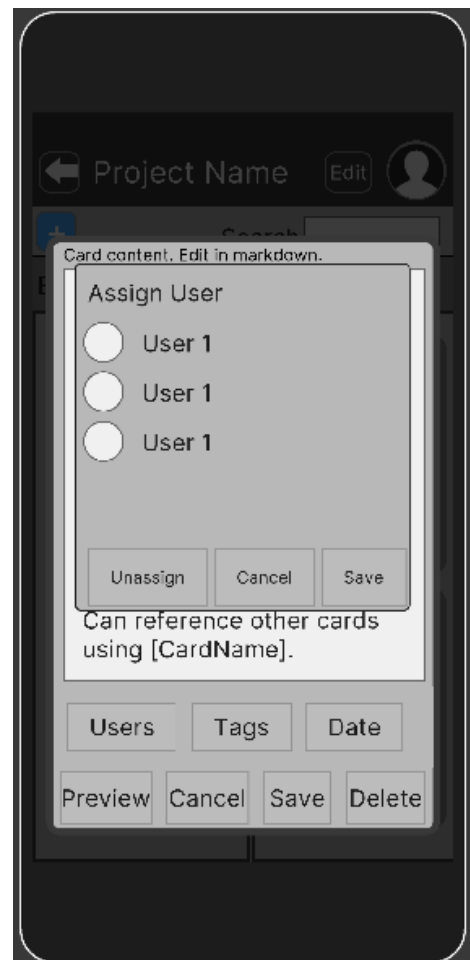 Project Name Edit
Search
Card content. Edit in markdown.
Assign User
User 1
User 1
User 1
Unassign Cancel Save
Can reference other cards
using [CardName].
Users Tags Date
Preview Cancel Save Delete